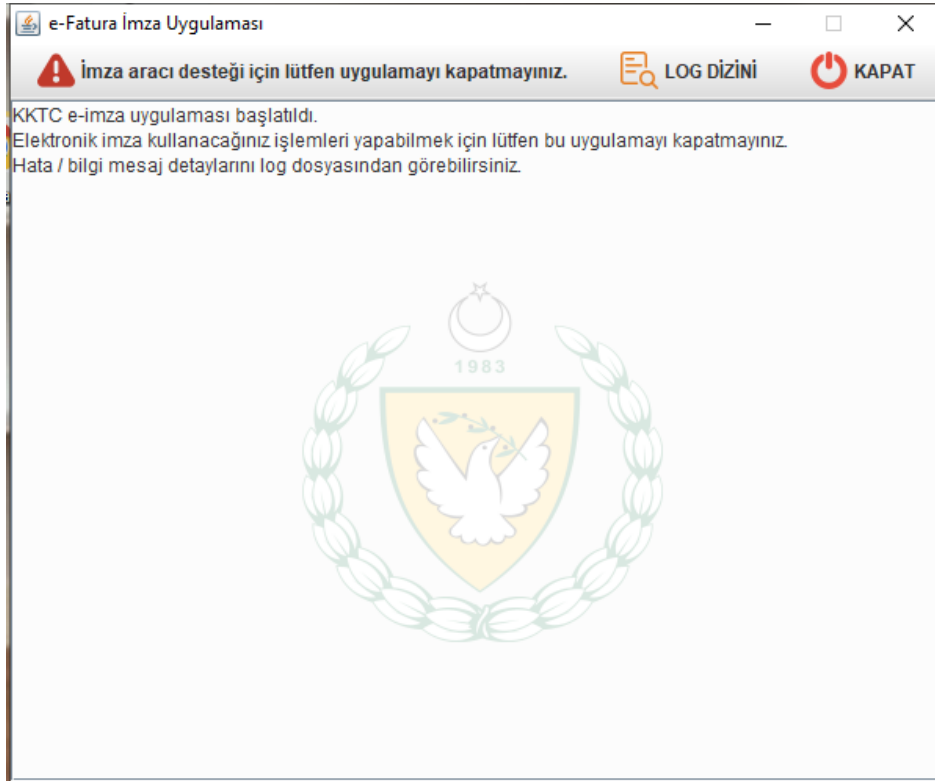 e-Fatura İmza Uygulaması
İmza aracı desteği için lütfen uygulamayı kapatmayınız.
LOG DİZİNİ
KAPAT
KKTC e-imza uygulaması başlatıldı.
Elektronik imza kullanacağınız işlemleri yapabilmek için lütfen bu uygulamayı kapatmayınız.
Hata / bilgi mesaj detaylarını log dosyasından görebilirsiniz.
1983